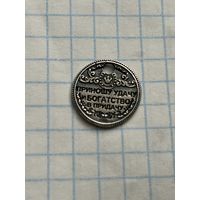 ПРИНОШУ УДАЧУ
И БОГАТСТВО
В ПРИДАЧУ